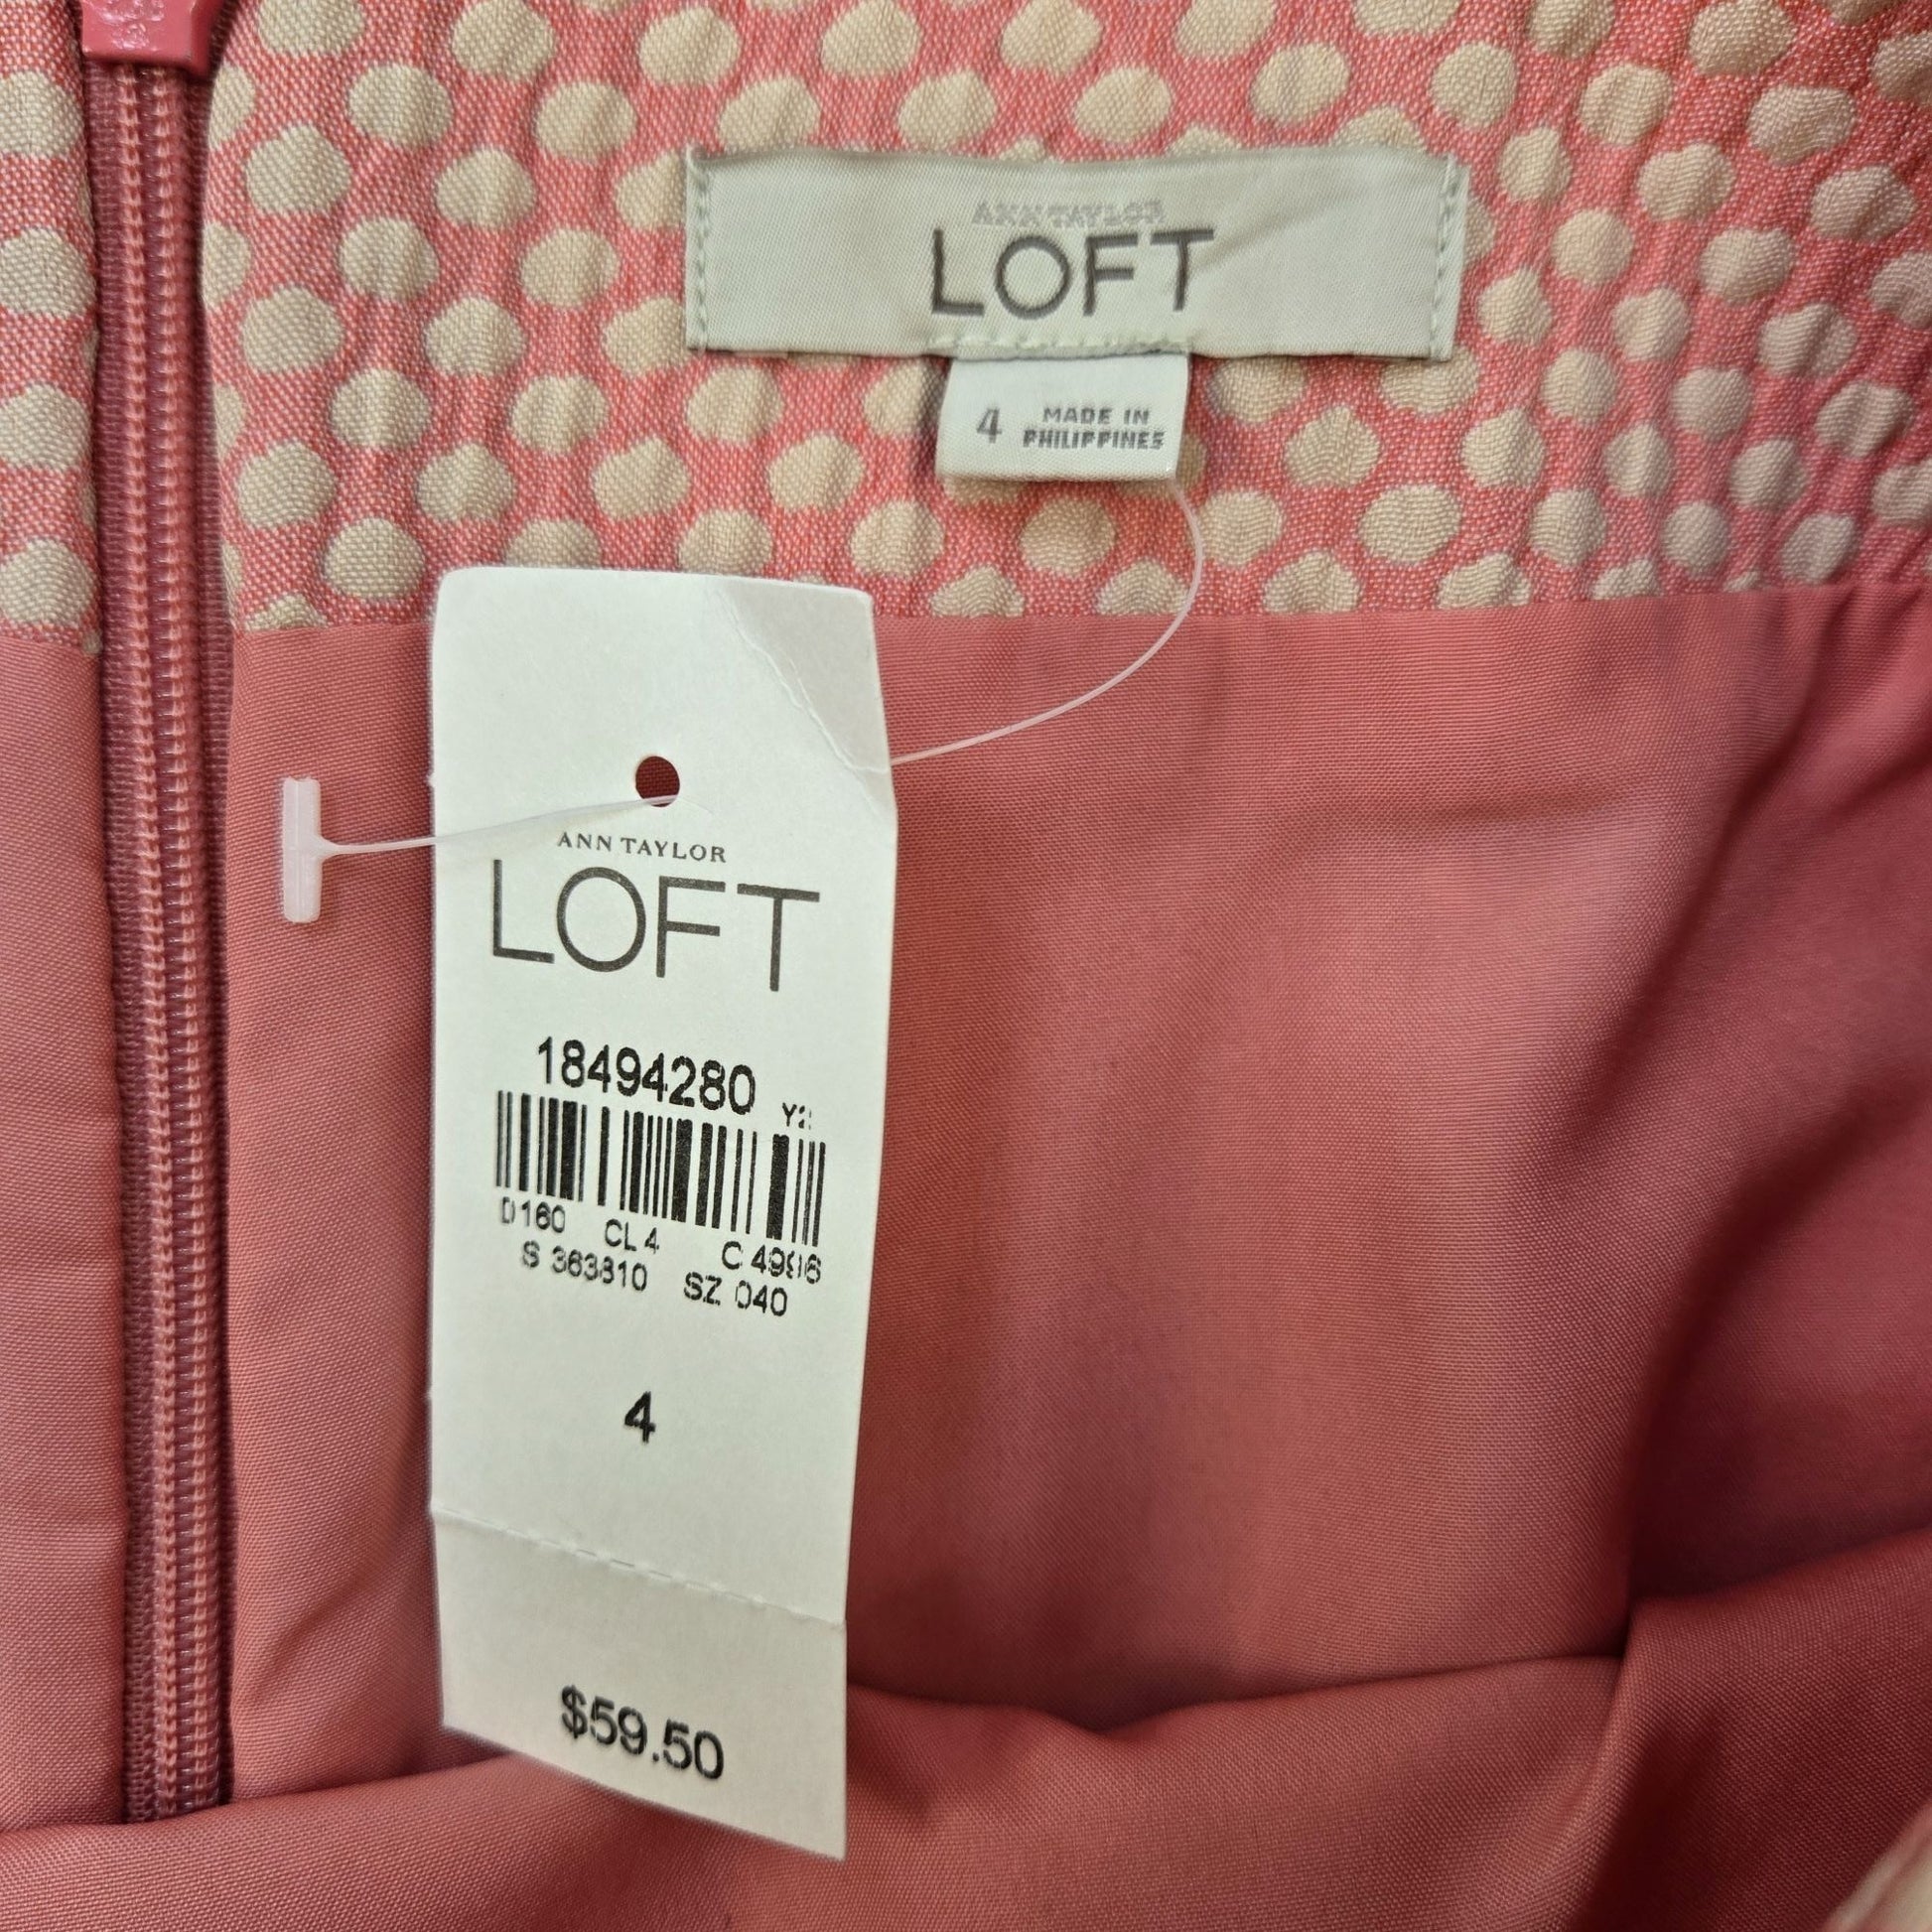 ANN TAYLOR
LOFT
4 MADE IN
PHILIPPINES
ANN TAYLOR
LOFT
18494280
D160 CL 4 C 4996
S 363810 SZ 040
4
$59.50